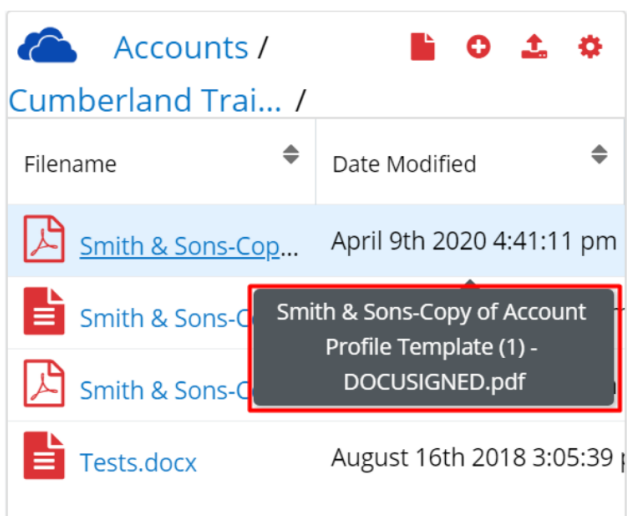 Accounts /
Cumberland Trai... /
Filename Date Modified
Smith & Sons-Cop... April 9th 2020 4:41:11 pm
Smith & Sons-C
Smith & Sons-Copy of Account
Profile Template (1) -
DOCUSIGNED.pdf
Smith & Sons-C
Tests.docx August 16th 2018 3:05:39